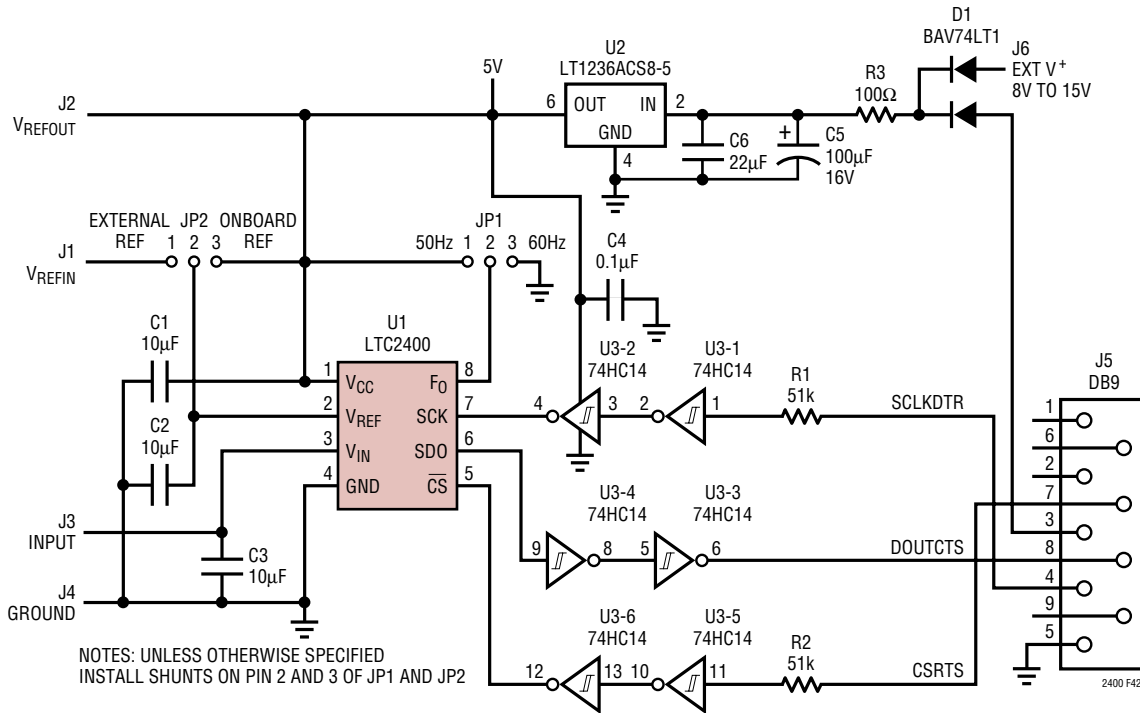 D1
BAV74LT1
J6
EXT V+
8V TO 15V
U2
LT1236ACS8-5
5V
R3
100Ω
J2
VREFOUT
6
OUT
IN
2
GND
4
C6
22µF
+
C5
100µF
16V
EXTERNAL
REF
JP2
ONBOARD
REF
1
2
3
J1
VREFIN
JP1
50Hz
1
2
3
60Hz
C4
0.1µF
C1
10µF
C2
10µF
U1
LTC2400
1
VCC
2
VREF
3
VIN
4
GND
FO
8
SCK
7
SDO
6
CS
5
U3-2
74HC14
U3-1
74HC14
4
3
2
1
R1
51k
SCLKDTR
J5
DB9
1
6
2
7
3
8
4
9
5
J3
INPUT
C3
10µF
J4
GROUND
U3-4
74HC14
U3-3
74HC14
9
8
5
6
DOUTCTS
U3-6
74HC14
U3-5
74HC14
12
13
10
11
R2
51k
CSRTS
NOTES: UNLESS OTHERWISE SPECIFIED
INSTALL SHUNTS ON PIN 2 AND 3 OF JP1 AND JP2
2400 F42